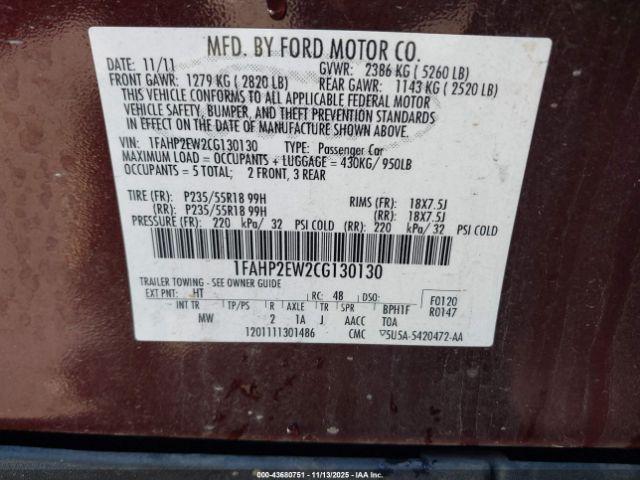 MFD. BY FORD MOTOR CO.
DATE: 11/11 GVWR: 2386 KG ( 5260 LB)
FRONT GAWR: 1279 KG ( 2820 LB) REAR GAWR: 1143 KG ( 2520 LB)
THIS VEHICLE CONFORMS TO ALL APPLICABLE FEDERAL MOTOR
VEHICLE SAFETY, BUMPER, AND THEFT PREVENTION STANDARDS
IN EFFECT ON THE DATE OF MANUFACTURE SHOWN ABOVE.
VIN: 1FAHP2EW2CG130130 TYPE: Passenger Car
MAXIMUM LOAD = OCCUPANTS + LUGGAGE = 430KG/ 950LB
OCCUPANTS = 5 TOTAL; 2 FRONT, 3 REAR
TIRE (FR): P235/55R18 99H RIMS (FR): 18X7.5J
(RR): P235/55R18 99H (RR): 18X7.5J
PRESSURE (FR): 220 kPa/ 32 PSI COLD (RR): 220 kPa/ 32 PSI COLD
1FAHP2EW2CG130130
TRAILER TOWING - SEE OWNER GUIDE
EXT PNT: HT RC: 48 DSO: F0120
INT TR TP/PS R AXLE TR SPR BPH1F R0147
MW 2 1A J AACC TOA
1201111301486 CMC ▽5U5A-5420472-AA
000-43680751 - 11/13/2025 - IAAI.COM